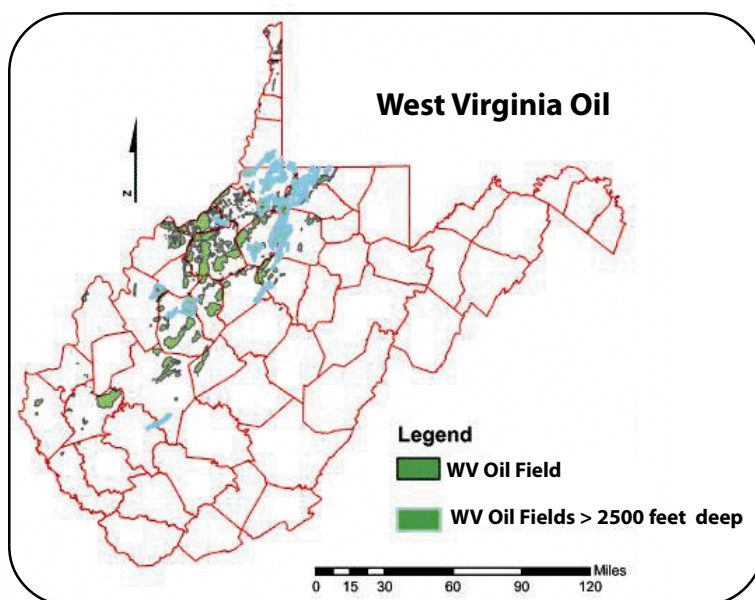 West Virginia Oil
N
Legend
WV Oil Field
WV Oil Fields > 2500 feet deep
Miles
0 15 30 60 90 120